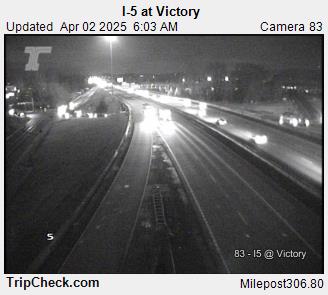 I-5 at Victory
Updated Apr 02 2025 6:03 AM Camera 83
T
S
83 - I5 @ Victory
TripCheck.com Milepost306.80